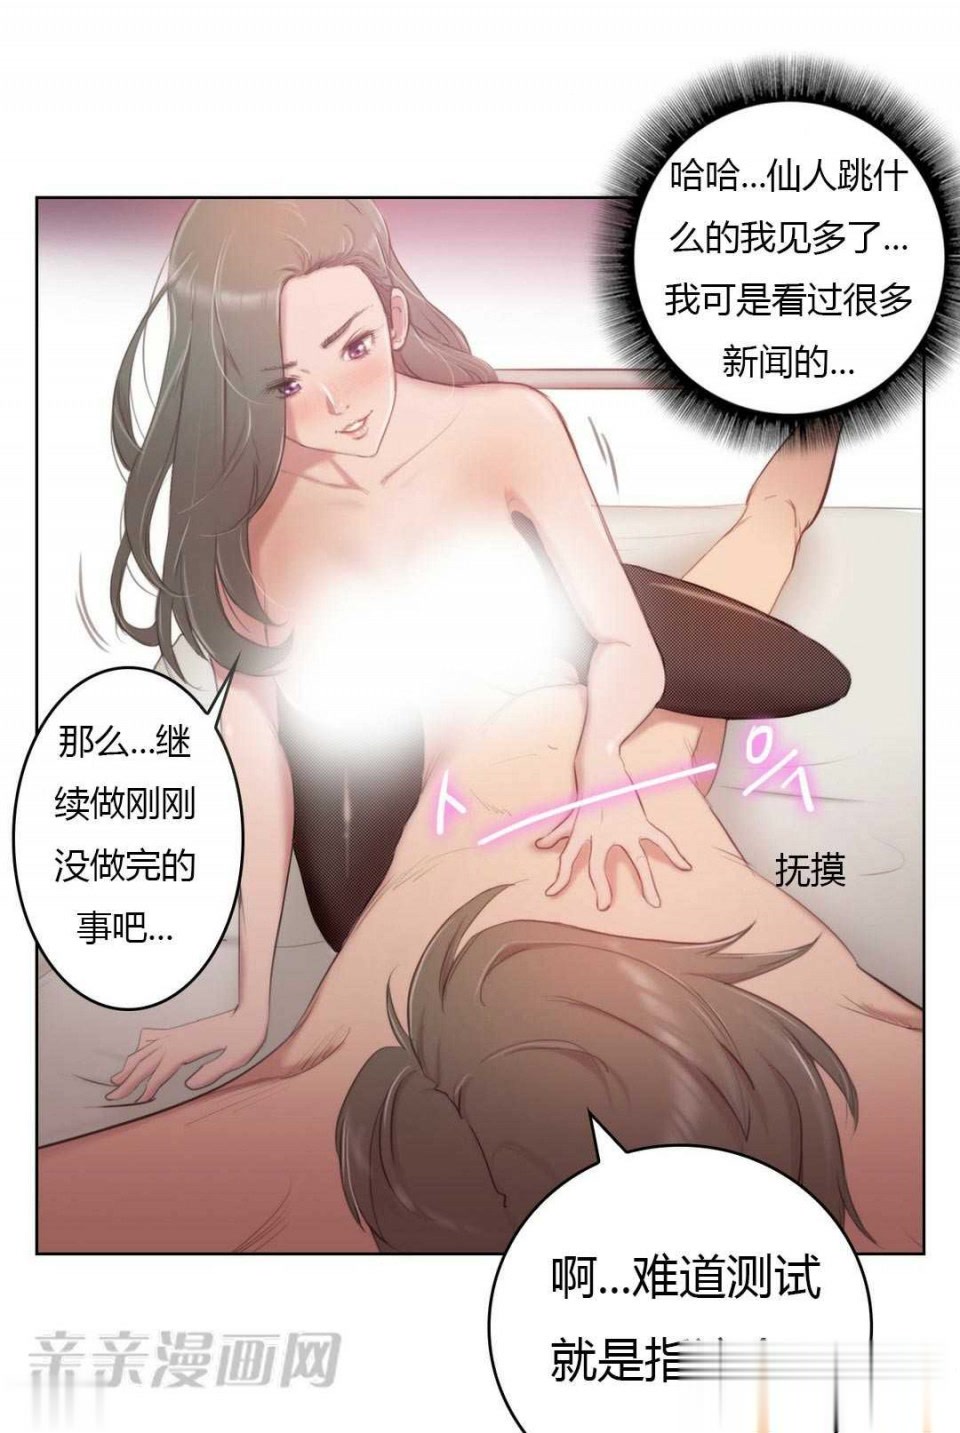 哈哈...仙人跳什
么的我见多了...
我可是看过很多
新闻的...
那么...继
续做刚刚
没做完的
事吧...
抚摸
啊...难道测试
就是指
亲亲漫画网